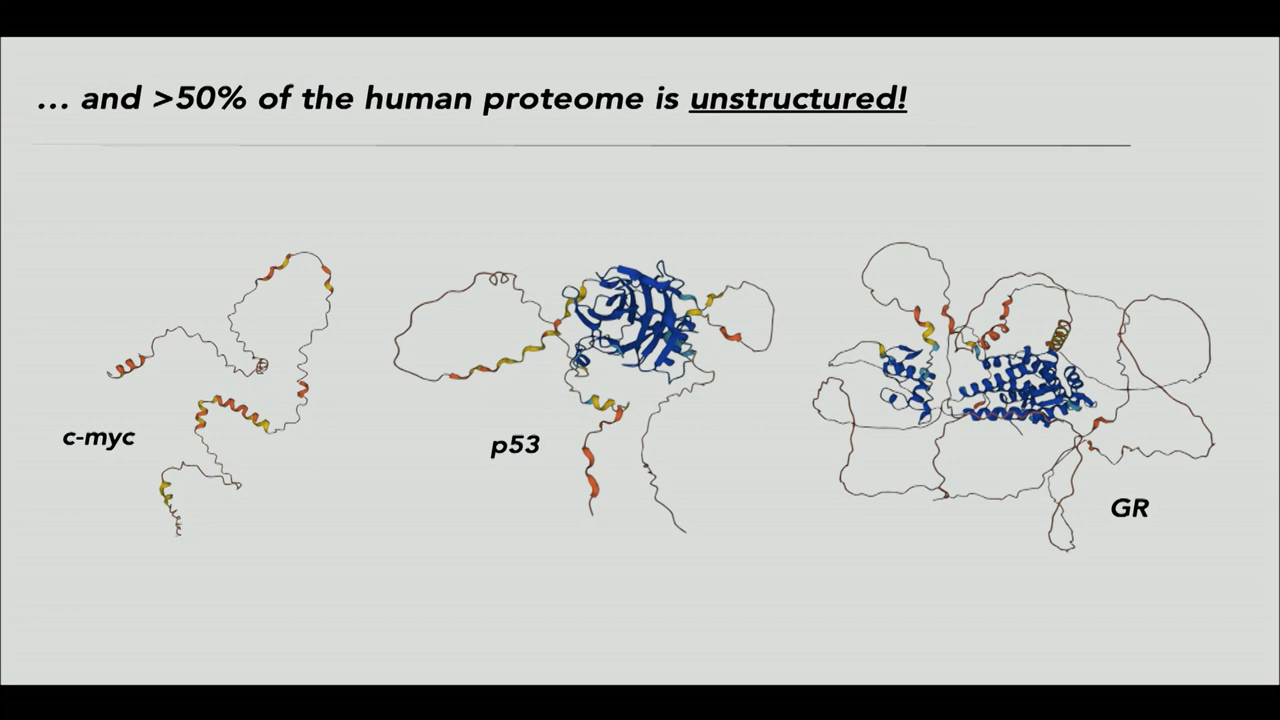 ... and >50% of the human proteome is unstructured!
c-myc
p53
GR